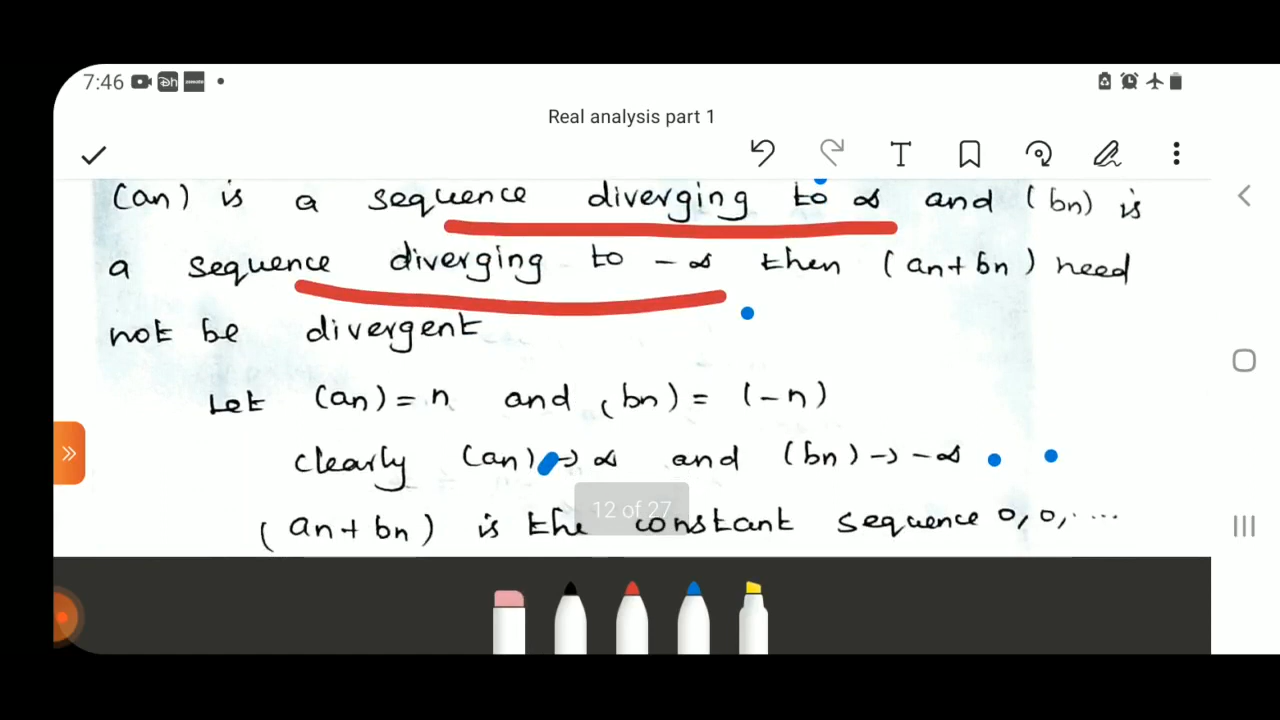 7:46
Real analysis part 1
(an) is a sequence diverging to ∞ and (bn) is
a sequence diverging to -∞ then (an+bn) need
not be divergent
Let (an) = n and (bn) = (-n)
clearly (an) → ∞ and (bn) → -∞
(an+bn) is the constant sequence 0, 0, ....
12 of 27